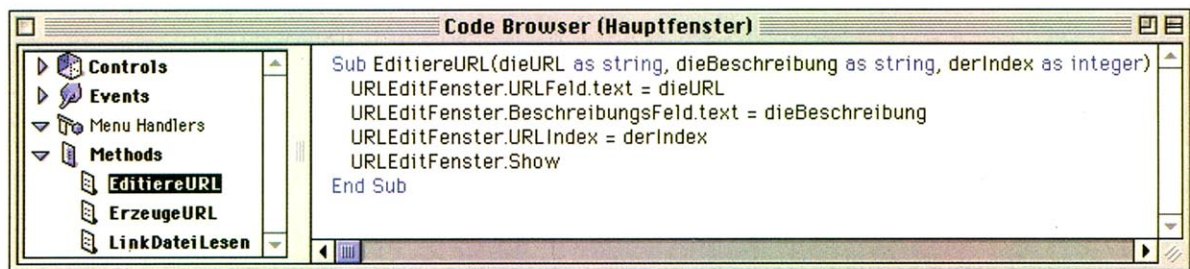 Code Browser (Hauptfenster)
Controls
Events
Menu Handlers
Methods
EditiereURL
ErzeugeURL
LinkDateiLesen
Sub EditiereURL(dieURL as string, dieBeschreibung as string, derIndex as integer)
URLEditFenster.URLFeld.text = dieURL
URLEditFenster.BeschreibungsFeld.text = dieBeschreibung
URLEditFenster.URLIndex = derIndex
URLEditFenster.Show
End Sub